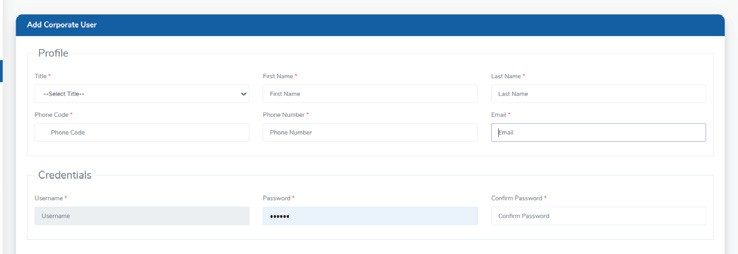 Add Corporate User
Profile
Title * First Name * Last Name *
--Select Title-- First Name Last Name
Phone Code * Phone Number * Email *
Phone Code Phone Number Email
Credentials
Username * Password * Confirm Password *
Username •••••• Confirm Password